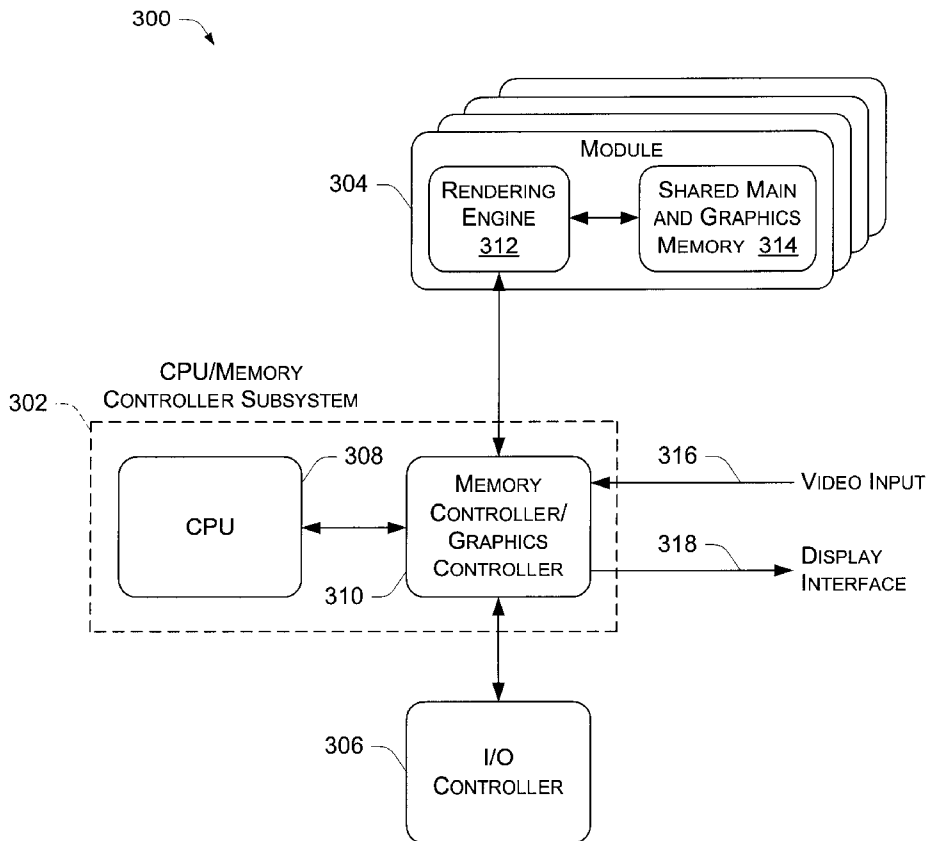 300
MODULE
304
RENDERING
ENGINE
312
SHARED MAIN
AND GRAPHICS
MEMORY 314
CPU/MEMORY
CONTROLLER SUBSYSTEM
302
308
CPU
MEMORY
CONTROLLER/
GRAPHICS
CONTROLLER
310
316
VIDEO INPUT
318
DISPLAY
INTERFACE
306
I/O
CONTROLLER